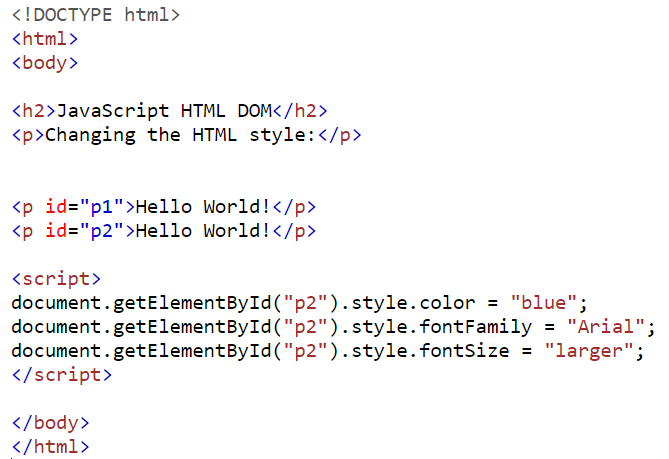 <!DOCTYPE html>
<html>
<body>
<h2>JavaScript HTML DOM</h2>
<p>Changing the HTML style:</p>
<p id="p1">Hello World!</p>
<p id="p2">Hello World!</p>
<script>
document.getElementById("p2").style.color = "blue";
document.getElementById("p2").style.fontFamily = "Arial";
document.getElementById("p2").style.fontSize = "larger";
</script>
</body>
</html>